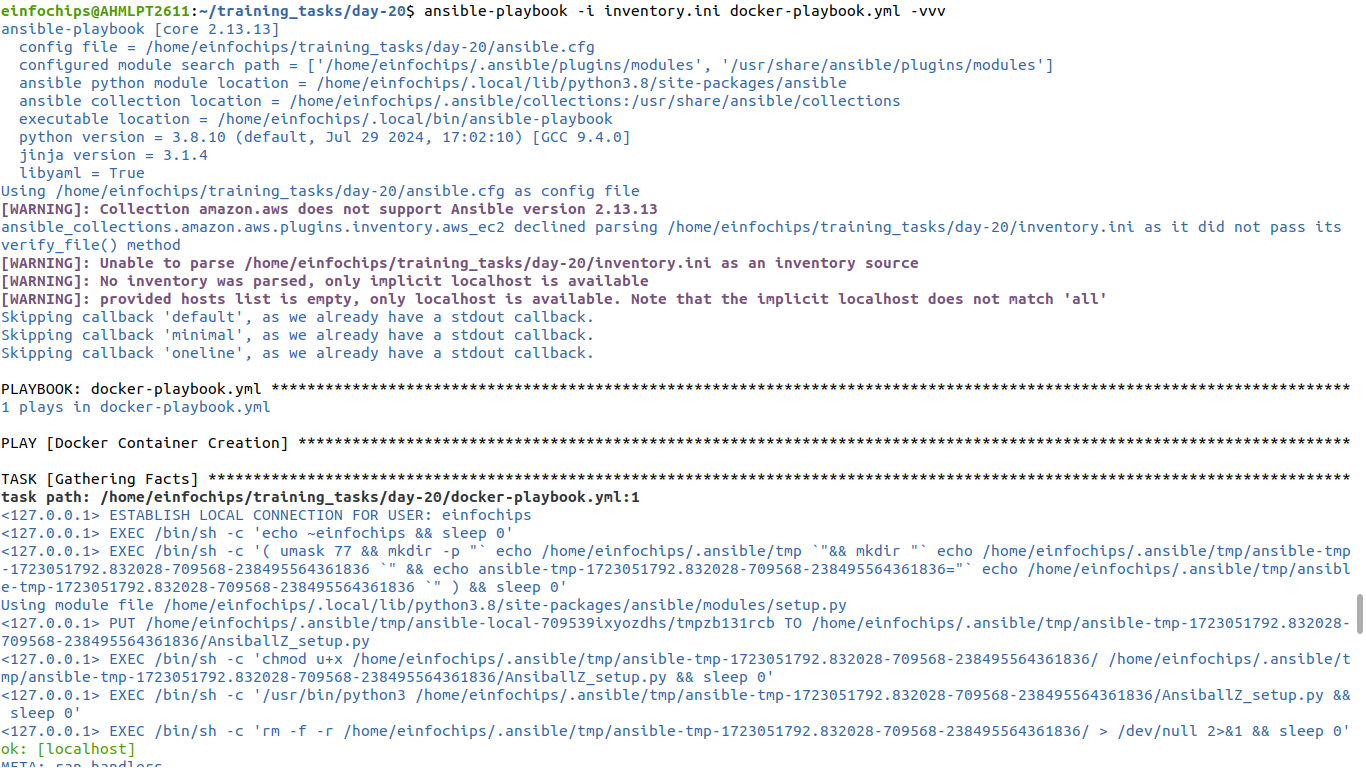 einfochips@AHMLPT2611:~/training_tasks/day-20$ ansible-playbook -i inventory.ini docker-playbook.yml -vvv
ansible-playbook [core 2.13.13]
  config file = /home/einfochips/training_tasks/day-20/ansible.cfg
  configured module search path = ['/home/einfochips/.ansible/plugins/modules', '/usr/share/ansible/plugins/modules']
  ansible python module location = /home/einfochips/.local/lib/python3.8/site-packages/ansible
  ansible collection location = /home/einfochips/.ansible/collections:/usr/share/ansible/collections
  executable location = /home/einfochips/.local/bin/ansible-playbook
  python version = 3.8.10 (default, Jul 29 2024, 17:02:10) [GCC 9.4.0]
  jinja version = 3.1.4
  libyaml = True
Using /home/einfochips/training_tasks/day-20/ansible.cfg as config file
[WARNING]: Collection amazon.aws does not support Ansible version 2.13.13
ansible_collections.amazon.aws.plugins.inventory.aws_ec2 declined parsing /home/einfochips/training_tasks/day-20/inventory.ini as it did not pass its
verify_file() method
[WARNING]: Unable to parse /home/einfochips/training_tasks/day-20/inventory.ini as an inventory source
[WARNING]: No inventory was parsed, only implicit localhost is available
[WARNING]: provided hosts list is empty, only localhost is available. Note that the implicit localhost does not match 'all'
Skipping callback 'default', as we already have a stdout callback.
Skipping callback 'minimal', as we already have a stdout callback.
Skipping callback 'oneline', as we already have a stdout callback.

PLAYBOOK: docker-playbook.yml ************************************************************************************************************************
1 plays in docker-playbook.yml

PLAY [Docker Container Creation] *********************************************************************************************************************

TASK [Gathering Facts] *******************************************************************************************************************************
task path: /home/einfochips/training_tasks/day-20/docker-playbook.yml:1
<127.0.0.1> ESTABLISH LOCAL CONNECTION FOR USER: einfochips
<127.0.0.1> EXEC /bin/sh -c 'echo ~einfochips && sleep 0'
<127.0.0.1> EXEC /bin/sh -c '( umask 77 && mkdir -p "` echo /home/einfochips/.ansible/tmp `"&& mkdir "` echo /home/einfochips/.ansible/tmp/ansible-tmp
-1723051792.832028-709568-238495564361836 `" && echo ansible-tmp-1723051792.832028-709568-238495564361836="` echo /home/einfochips/.ansible/tmp/ansibl
e-tmp-1723051792.832028-709568-238495564361836 `" ) && sleep 0'
Using module file /home/einfochips/.local/lib/python3.8/site-packages/ansible/modules/setup.py
<127.0.0.1> PUT /home/einfochips/.ansible/tmp/ansible-local-709539ixyozdhs/tmpzb131rcb TO /home/einfochips/.ansible/tmp/ansible-tmp-1723051792.832028-
709568-238495564361836/AnsiballZ_setup.py
<127.0.0.1> EXEC /bin/sh -c 'chmod u+x /home/einfochips/.ansible/tmp/ansible-tmp-1723051792.832028-709568-238495564361836/ /home/einfochips/.ansible/t
mp/ansible-tmp-1723051792.832028-709568-238495564361836/AnsiballZ_setup.py && sleep 0'
<127.0.0.1> EXEC /bin/sh -c '/usr/bin/python3 /home/einfochips/.ansible/tmp/ansible-tmp-1723051792.832028-709568-238495564361836/AnsiballZ_setup.py &&
 sleep 0'
<127.0.0.1> EXEC /bin/sh -c 'rm -f -r /home/einfochips/.ansible/tmp/ansible-tmp-1723051792.832028-709568-238495564361836/ > /dev/null 2>&1 && sleep 0'
ok: [localhost]
META: ran handlers